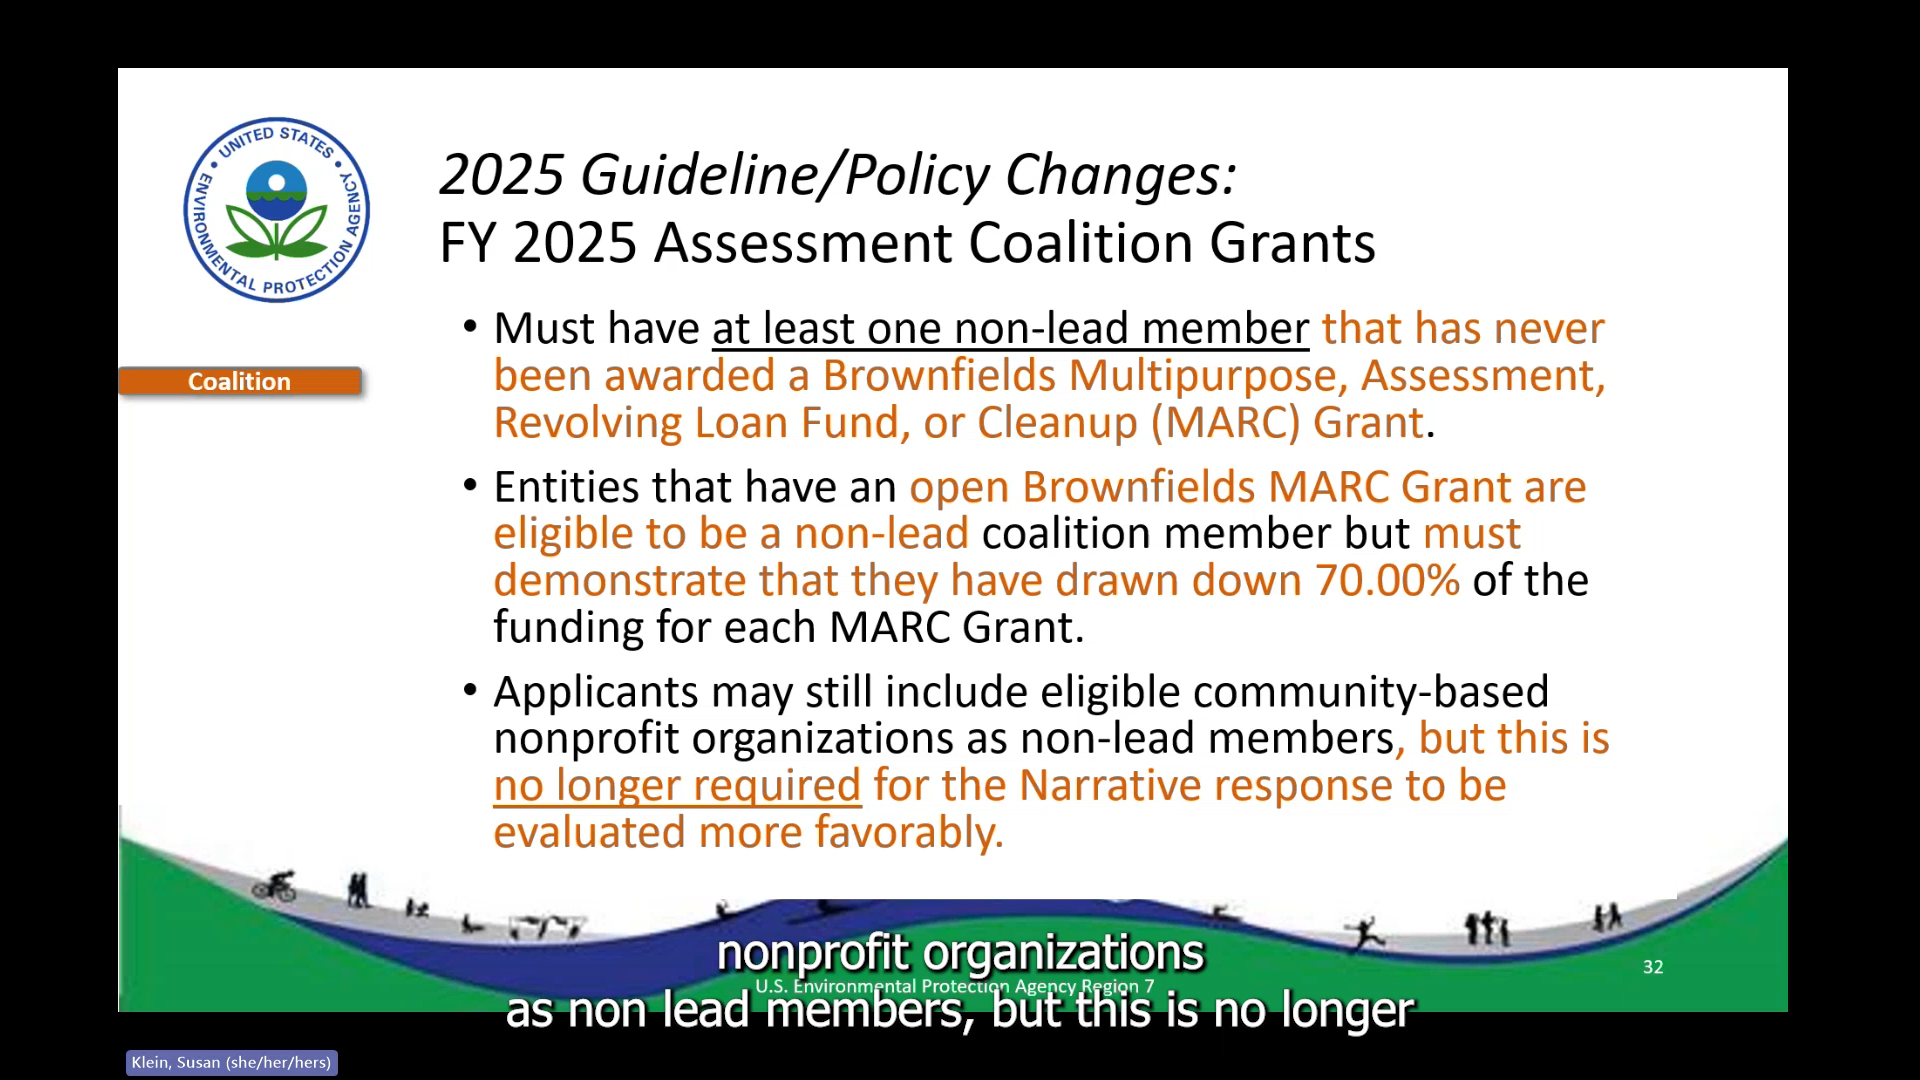 UNITED STATES
ENVIRONMENTAL PROTECTION AGENCY
2025 Guideline/Policy Changes:
FY 2025 Assessment Coalition Grants
Coalition
• Must have at least one non-lead member that has never
been awarded a Brownfields Multipurpose, Assessment,
Revolving Loan Fund, or Cleanup (MARC) Grant.
• Entities that have an open Brownfields MARC Grant are
eligible to be a non-lead coalition member but must
demonstrate that they have drawn down 70.00% of the
funding for each MARC Grant.
• Applicants may still include eligible community-based
nonprofit organizations as non-lead members, but this is
no longer required for the Narrative response to be
evaluated more favorably.
nonprofit organizations
32
U.S. Environmental Protection Agency Region 7
as non lead members, but this is no longer
Klein, Susan (she/her/hers)